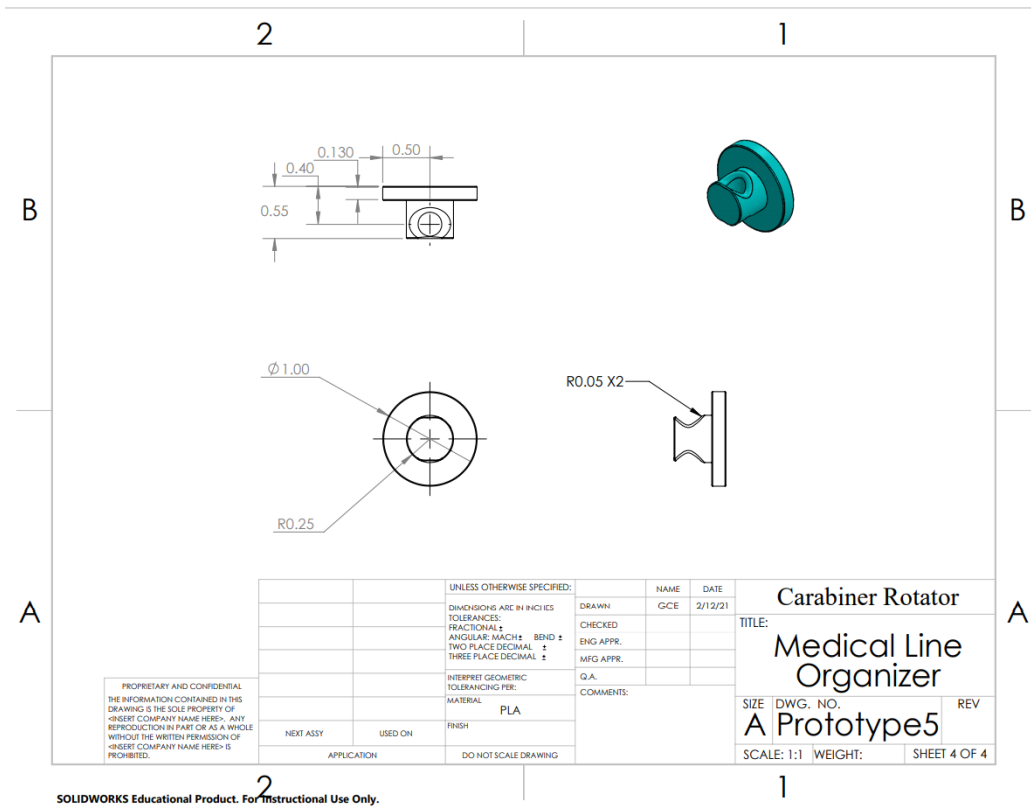 2
1
B
B
0.130
0.50
0.40
0.55
Ø1.00
R0.05 X2
R0.25
A
A
UNLESS OTHERWISE SPECIFIED:
DIMENSIONS ARE IN INCHES
TOLERANCES:
FRACTIONAL ±
ANGULAR: MACH ± BEND ±
TWO PLACE DECIMAL ±
THREE PLACE DECIMAL ±
INTERPRET GEOMETRIC
TOLERANCING PER:
MATERIAL
PLA
FINISH
DO NOT SCALE DRAWING
NAME
DATE
DRAWN
GCE
2/12/21
CHECKED
ENG APPR.
MFG APPR.
Q.A.
COMMENTS:
Carabiner Rotator
TITLE:
Medical Line
Organizer
SIZE
DWG. NO.
REV
A
Prototype5
SCALE: 1:1
WEIGHT:
SHEET 4 OF 4
PROPRIETARY AND CONFIDENTIAL
THE INFORMATION CONTAINED IN THIS
DRAWING IS THE SOLE PROPERTY OF
<INSERT COMPANY NAME HERE>. ANY
REPRODUCTION IN PART OR AS A WHOLE
WITHOUT THE WRITTEN PERMISSION OF
<INSERT COMPANY NAME HERE> IS
PROHIBITED.
NEXT ASSY
USED ON
APPLICATION
2
1
SOLIDWORKS Educational Product. For Instructional Use Only.